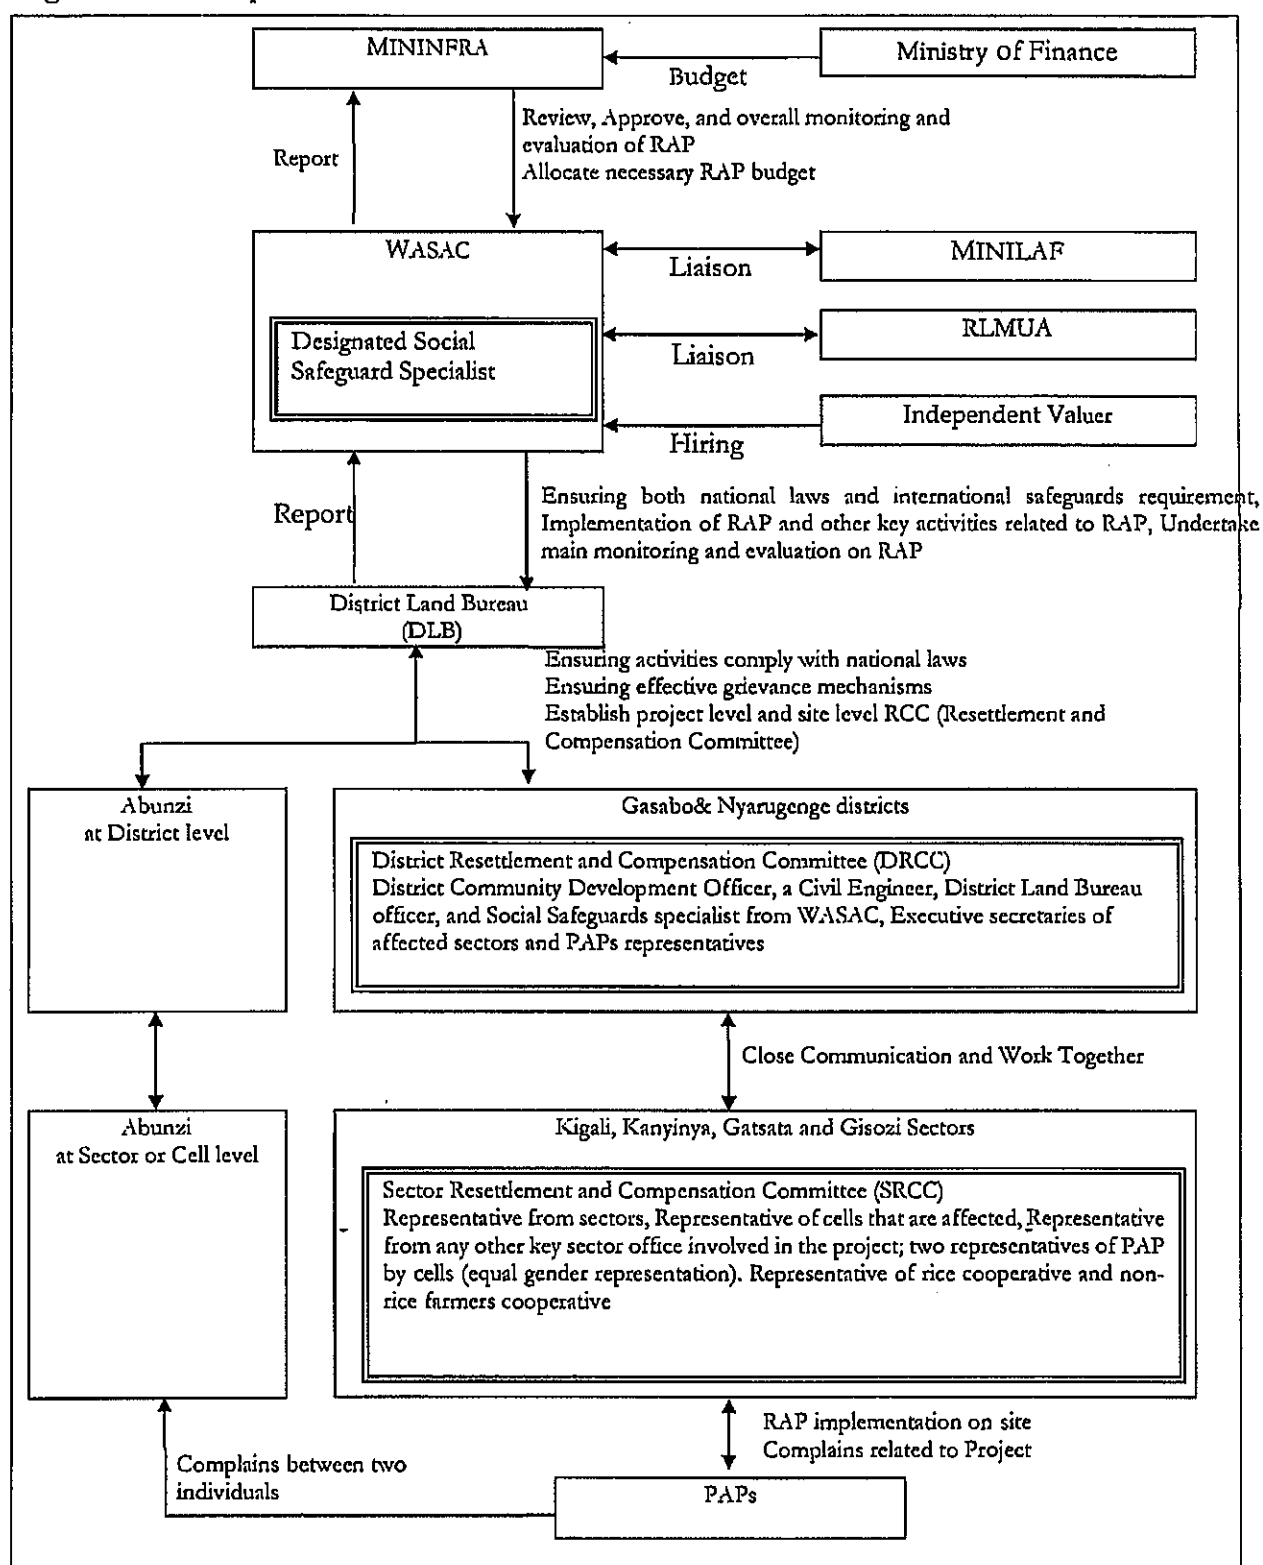 MININFRA
Ministry of Finance
Budget
Review, Approve, and overall monitoring and
evaluation of RAP
Allocate necessary RAP budget
Report
WASAC
MINILAF
Liaison
Designated Social
Safeguard Specialist
RLMUA
Liaison
Independent Valuer
Hiring
Report
Ensuring both national laws and international safeguards requirement,
Implementation of RAP and other key activities related to RAP, Undertake
main monitoring and evaluation on RAP
District Land Bureau
(DLB)
Ensuring activities comply with national laws
Ensuring effective grievance mechanisms
Establish project level and site level RCC (Resettlement and
Compensation Committee)
Abunzi
at District level
Gasabo& Nyarugenge districts
District Resettlement and Compensation Committee (DRCC)
District Community Development Officer, a Civil Engineer, District Land Bureau
officer, and Social Safeguards specialist from WASAC, Executive secretaries of
affected sectors and PAPs representatives
Close Communication and Work Together
Abunzi
at Sector or Cell level
Kigali, Kanyinya, Gatsata and Gisozi Sectors
Sector Resettlement and Compensation Committee (SRCC)
Representative from sectors, Representative of cells that are affected, Representative
from any other key sector office involved in the project; two representatives of PAP
by cells (equal gender representation). Representative of rice cooperative and non-
rice farmers cooperative
RAP implementation on site
Complains related to Project
Complains between two
individuals
PAPs